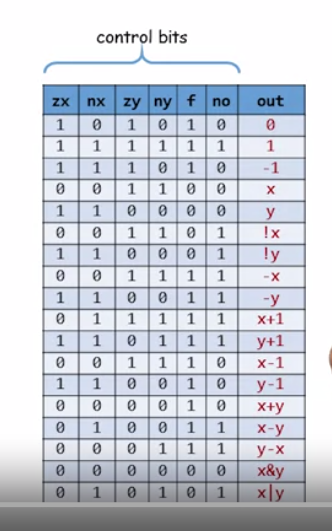 control bits
zx nx zy ny f no out
1 0 1 0 1 0 0
1 1 1 1 1 1 1
1 1 1 0 1 0 -1
0 0 1 1 0 0 x
1 1 0 0 0 0 y
0 0 1 1 0 1 !x
1 1 0 0 0 1 !y
0 0 1 1 1 1 -x
1 1 0 0 1 1 -y
0 1 1 1 1 1 x+1
1 1 0 1 1 1 y+1
0 0 1 1 1 0 x-1
1 1 0 0 1 0 y-1
0 0 0 0 1 0 x+y
0 1 0 0 1 1 x-y
0 0 0 1 1 1 y-x
0 0 0 0 0 0 x&y
0 1 0 1 0 1 x|y